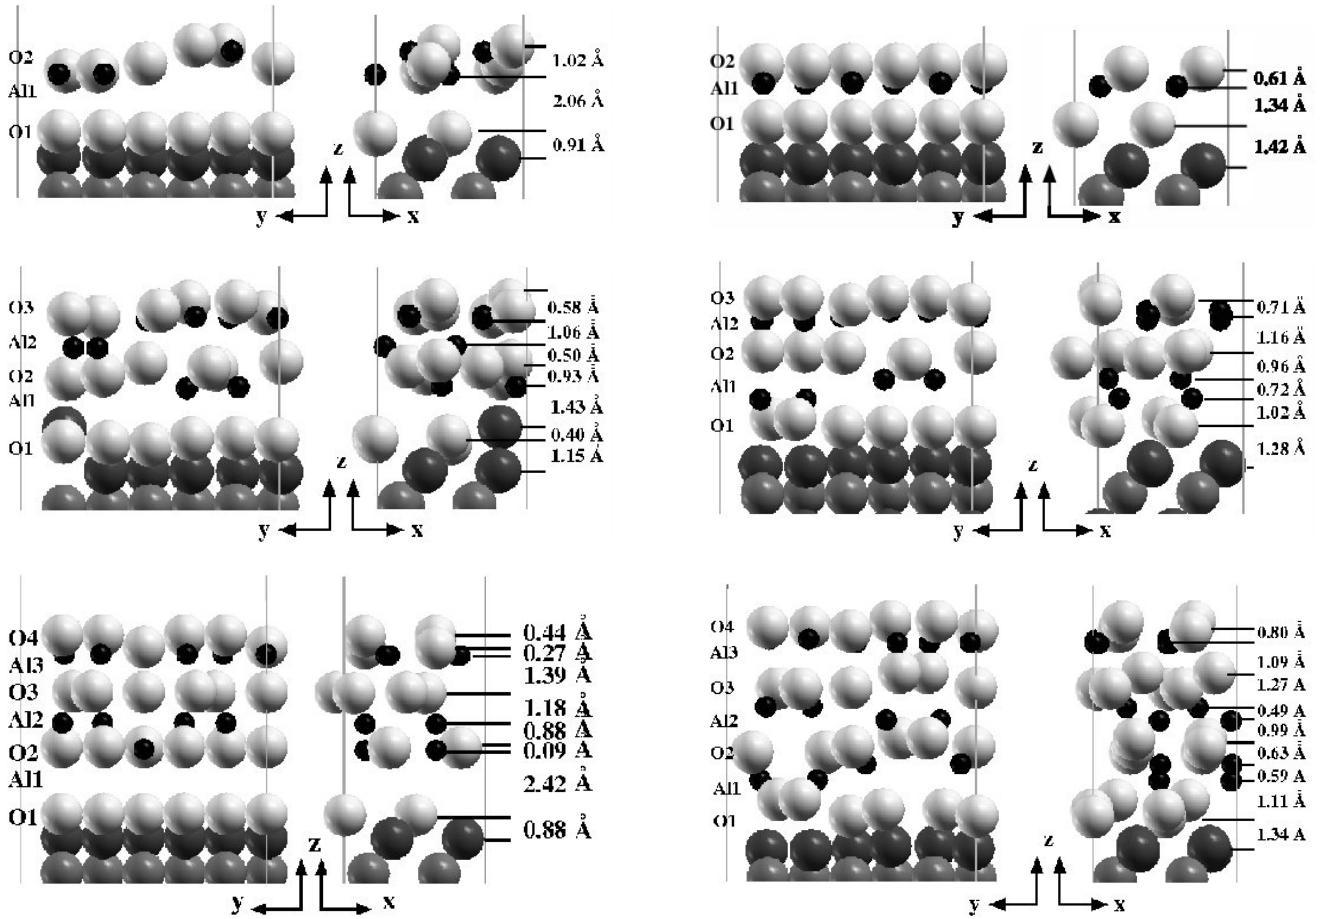 O2
Al1
O1
1.02 Å
2.06 Å
0.91 Å
z
y
x
O2
Al1
O1
0.61 Å
1.34 Å
1.42 Å
z
y
x
O3
Al2
O2
Al1
O1
0.58 Å
1.06 Å
0.50 Å
0.93 Å
1.43 Å
0.40 Å
1.15 Å
z
y
x
O3
Al2
O2
Al1
O1
0.71 Å
1.16 Å
0.96 Å
0.72 Å
1.02 Å
1.28 Å
z
y
x
O4
Al3
O3
Al2
O2
Al1
O1
0.44 Å
0.27 Å
1.39 Å
1.18 Å
0.88 Å
0.09 Å
2.42 Å
0.88 Å
z
y
x
O4
Al3
O3
Al2
O2
Al1
O1
0.80 Å
1.09 Å
1.27 Å
0.49 Å
0.99 Å
0.63 Å
0.59 Å
1.11 Å
1.34 Å
z
y
x